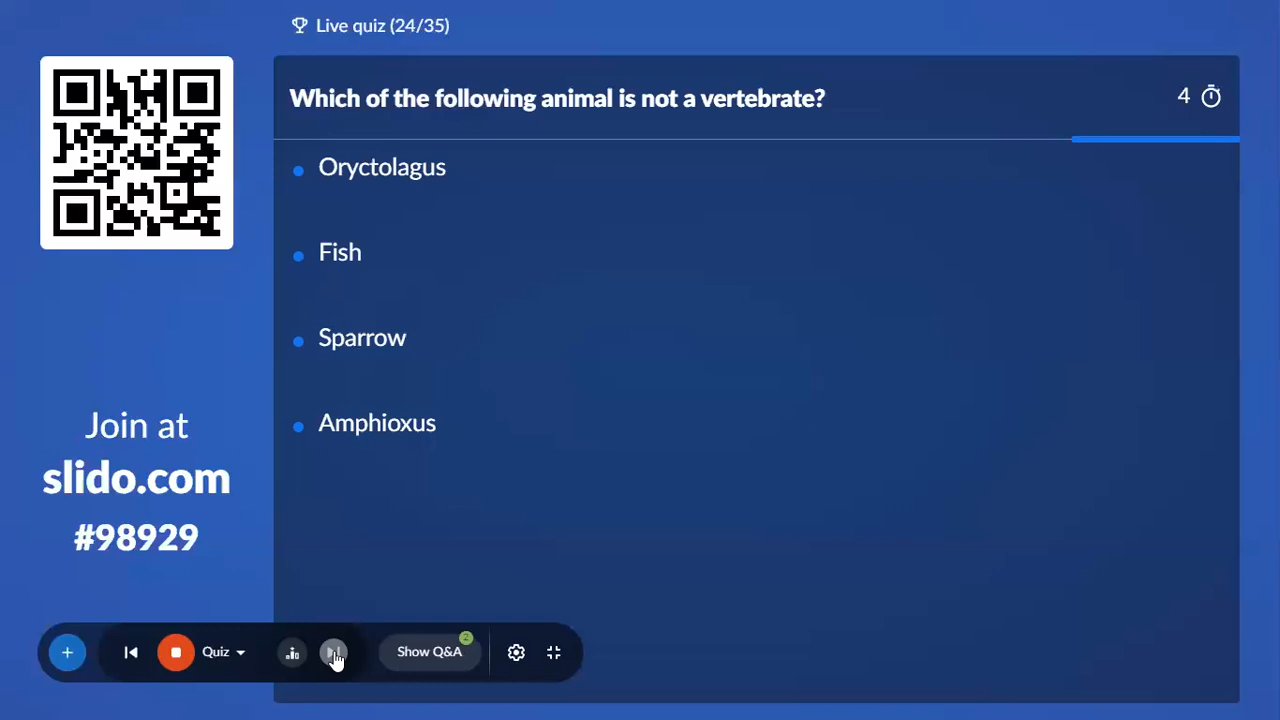 Live quiz (24/35)
Which of the following animal is not a vertebrate?
4
Oryctolagus
Fish
Sparrow
Amphioxus
Join at
slido.com
#98929
Quiz
Show Q&A
2